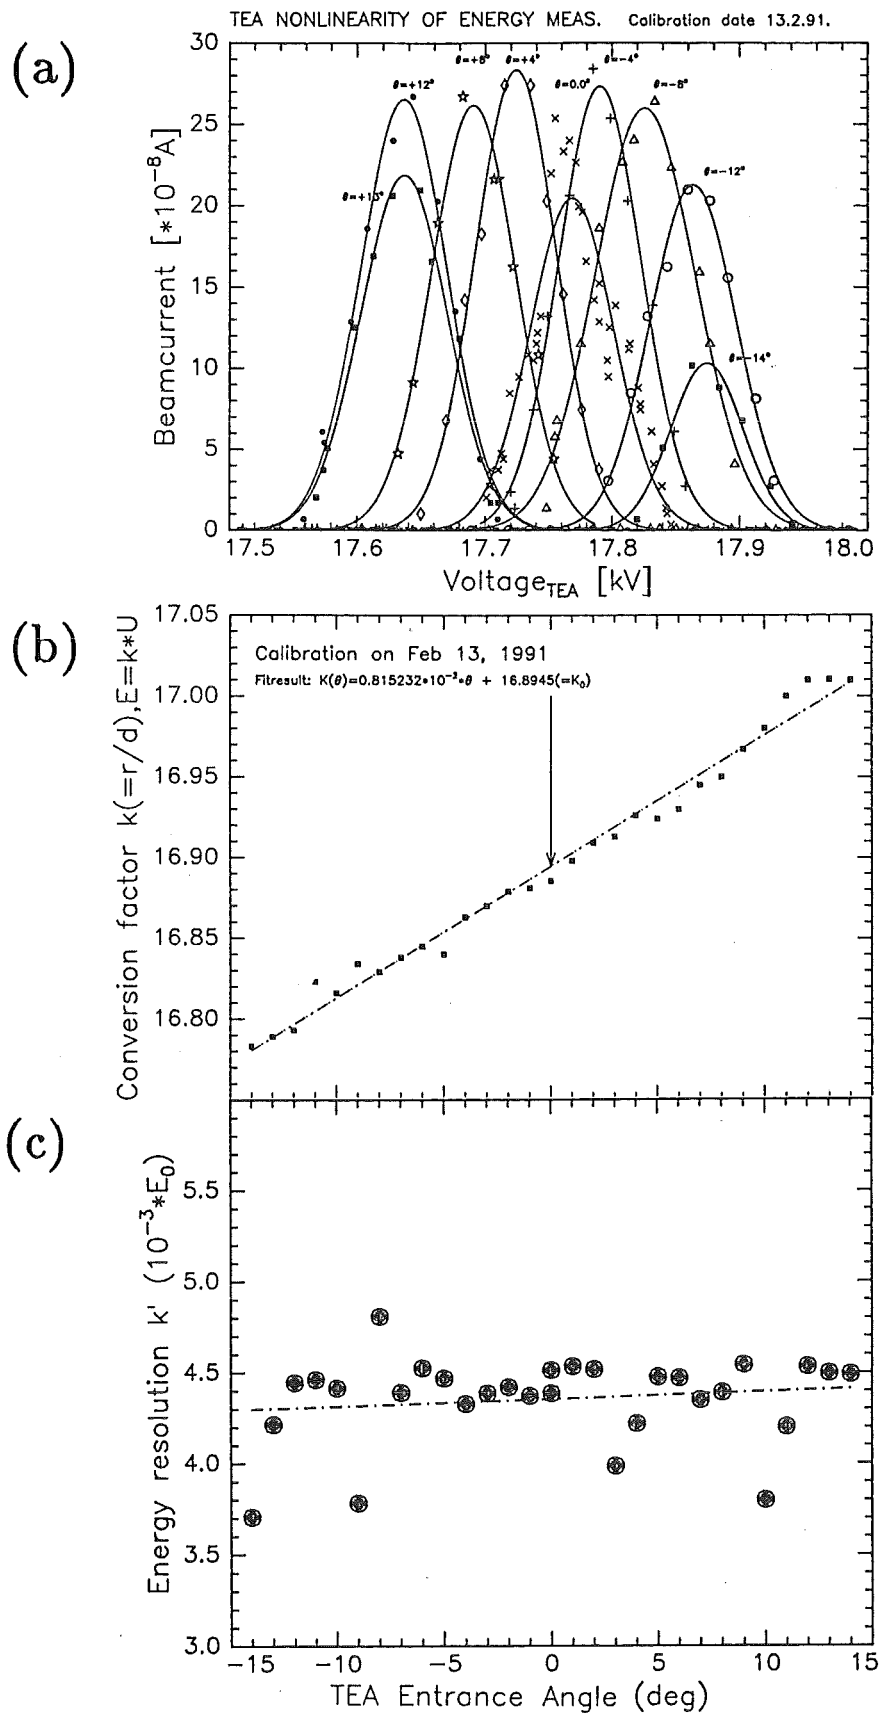 TEA NONLINEARITY OF ENERGY MEAS. Calibration date 13.2.91.
(a)
30
25
20
15
10
5
0
Beamcurrent [*10⁻⁸A]
θ=+12°
θ=+13°
θ=+8°
θ=+4°
θ=0.0°
θ=-4°
θ=-8°
θ=-12°
θ=-14°
17.5 17.6 17.7 17.8 17.9 18.0
Voltage_TEA [kV]
(b)
17.05
17.00
16.95
16.90
16.85
16.80
Conversion factor k(=r/d),E=k*U
Calibration on Feb 13, 1991
Fitresult: K(θ)=0.815232*10⁻²*θ + 16.8945(=K₀)
(c)
5.5
5.0
4.5
4.0
3.5
3.0
Energy resolution k' (10⁻³*E₀)
-15 -10 -5 0 5 10 15
TEA Entrance Angle (deg)